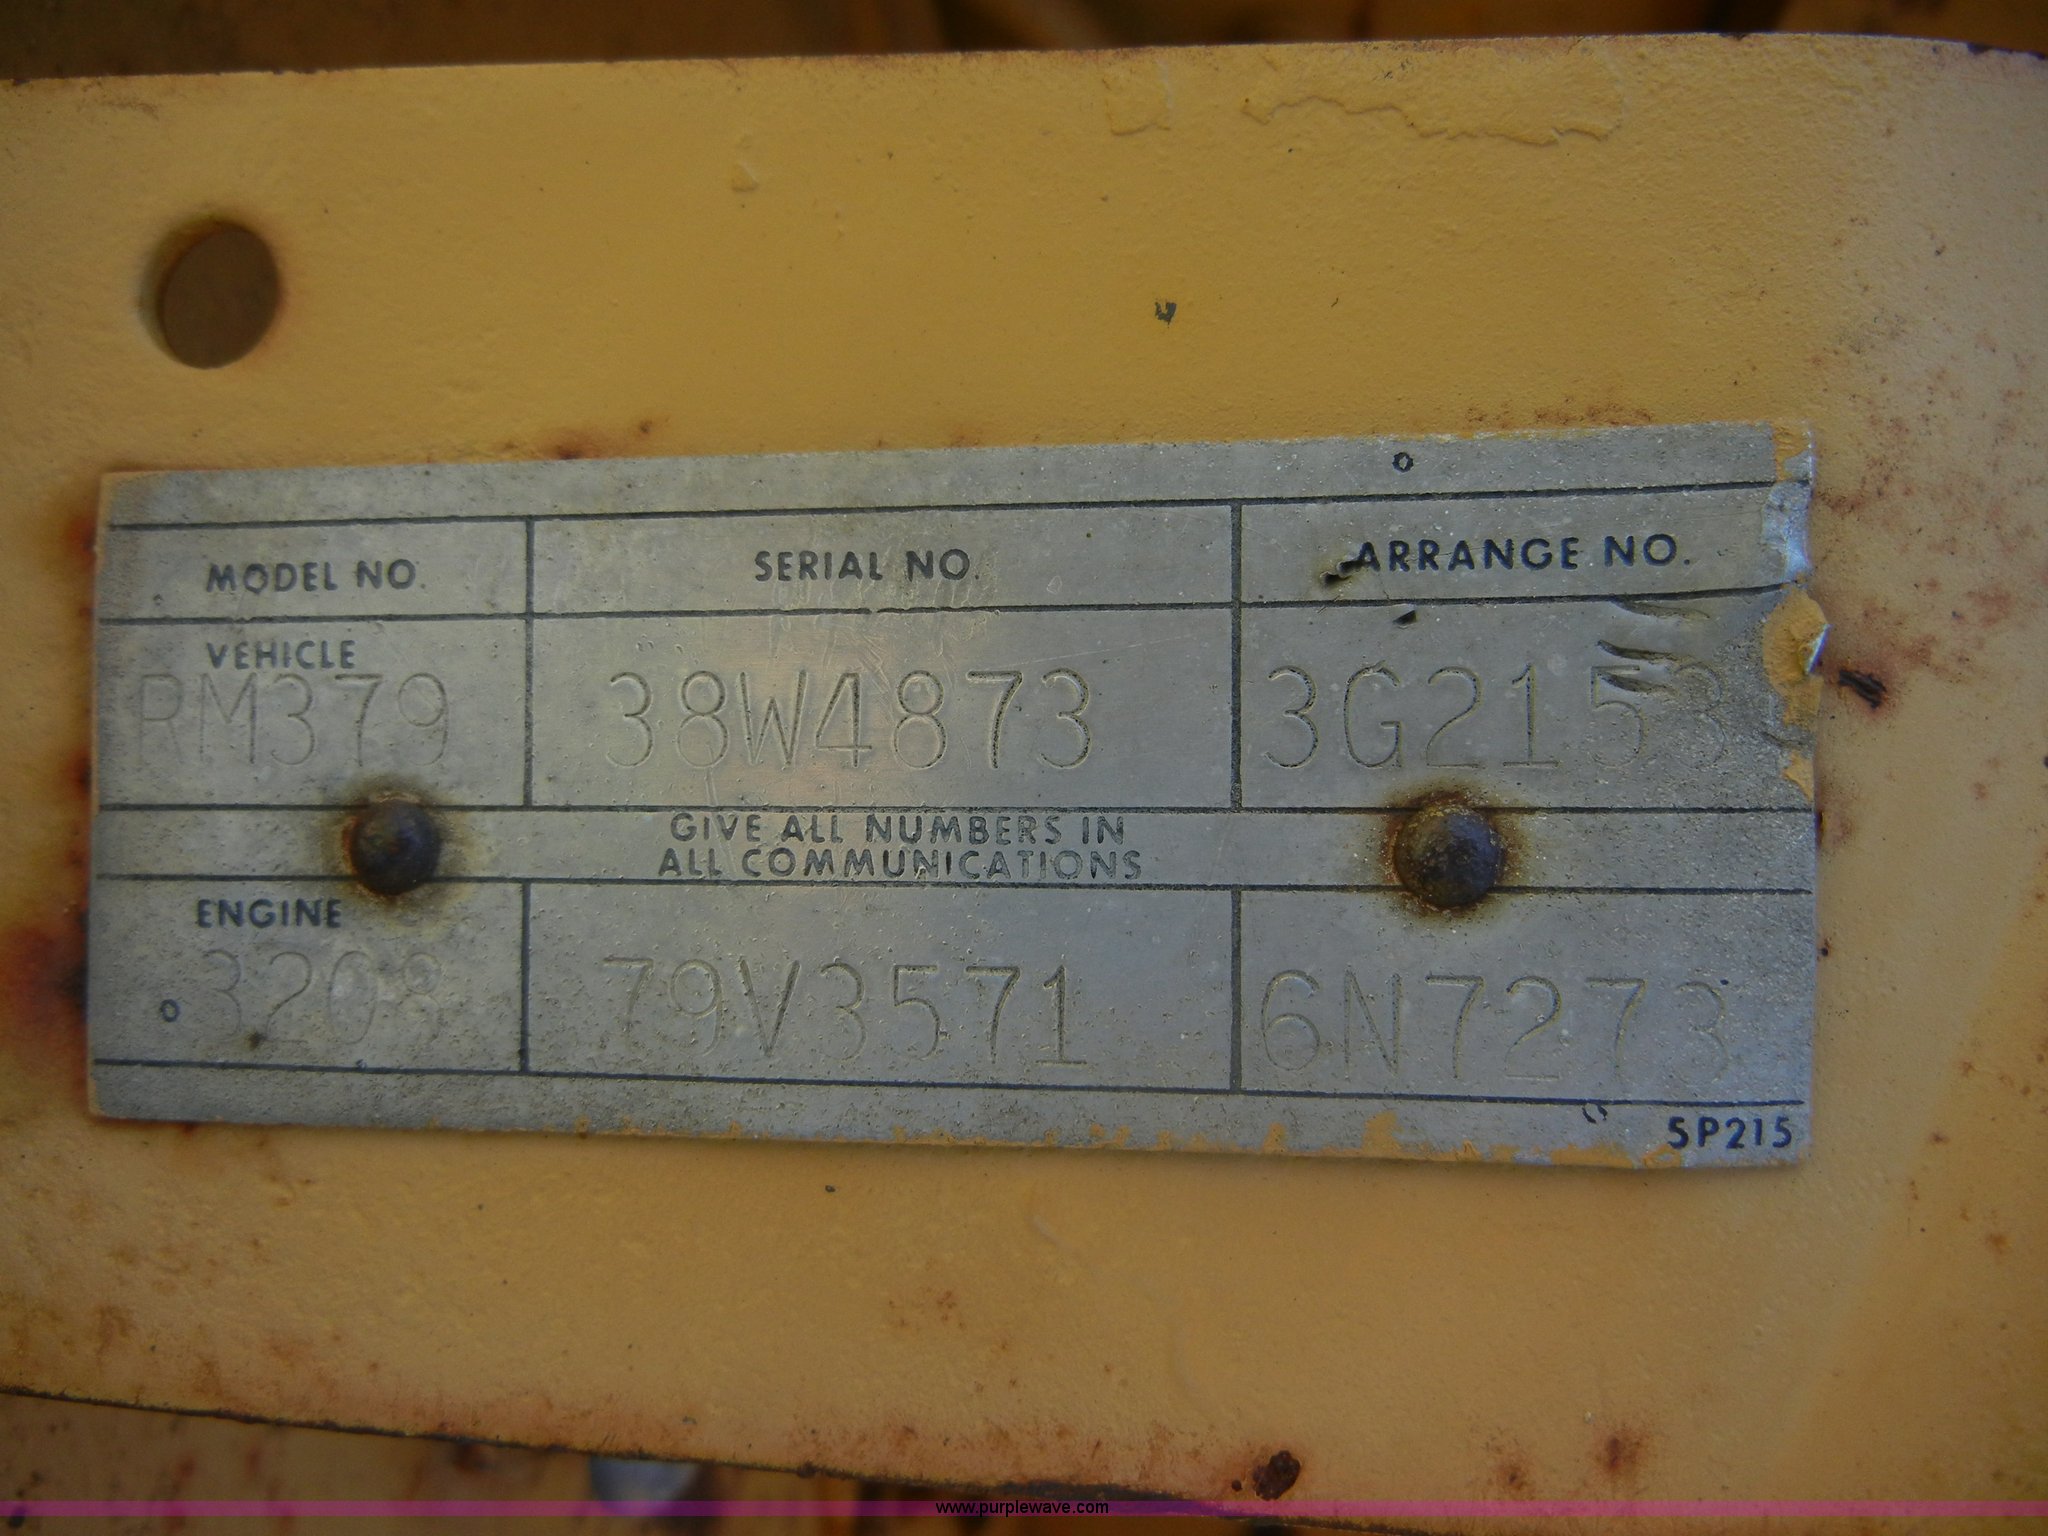 MODEL NO. SERIAL NO. ARRANGE NO.
VEHICLE
RM379 38W4873 3G2153
GIVE ALL NUMBERS IN
ALL COMMUNICATIONS
ENGINE
3208 79V3571 6N7273
5P215
www.purplewave.com